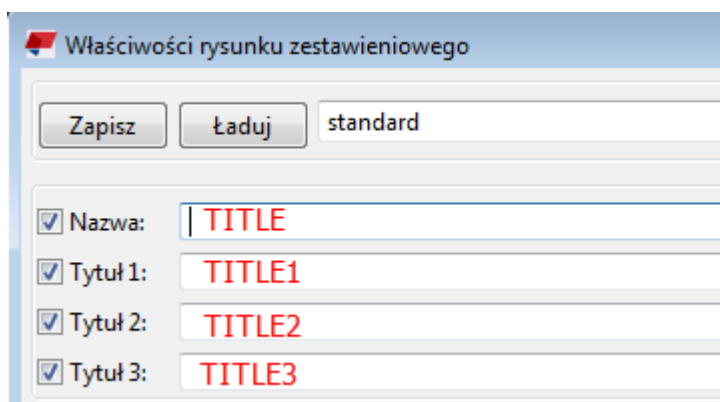 Właściwości rysunku zestawieniowego
Zapisz Ładuj standard
Nazwa: TITLE
Tytuł 1: TITLE1
Tytuł 2: TITLE2
Tytuł 3: TITLE3